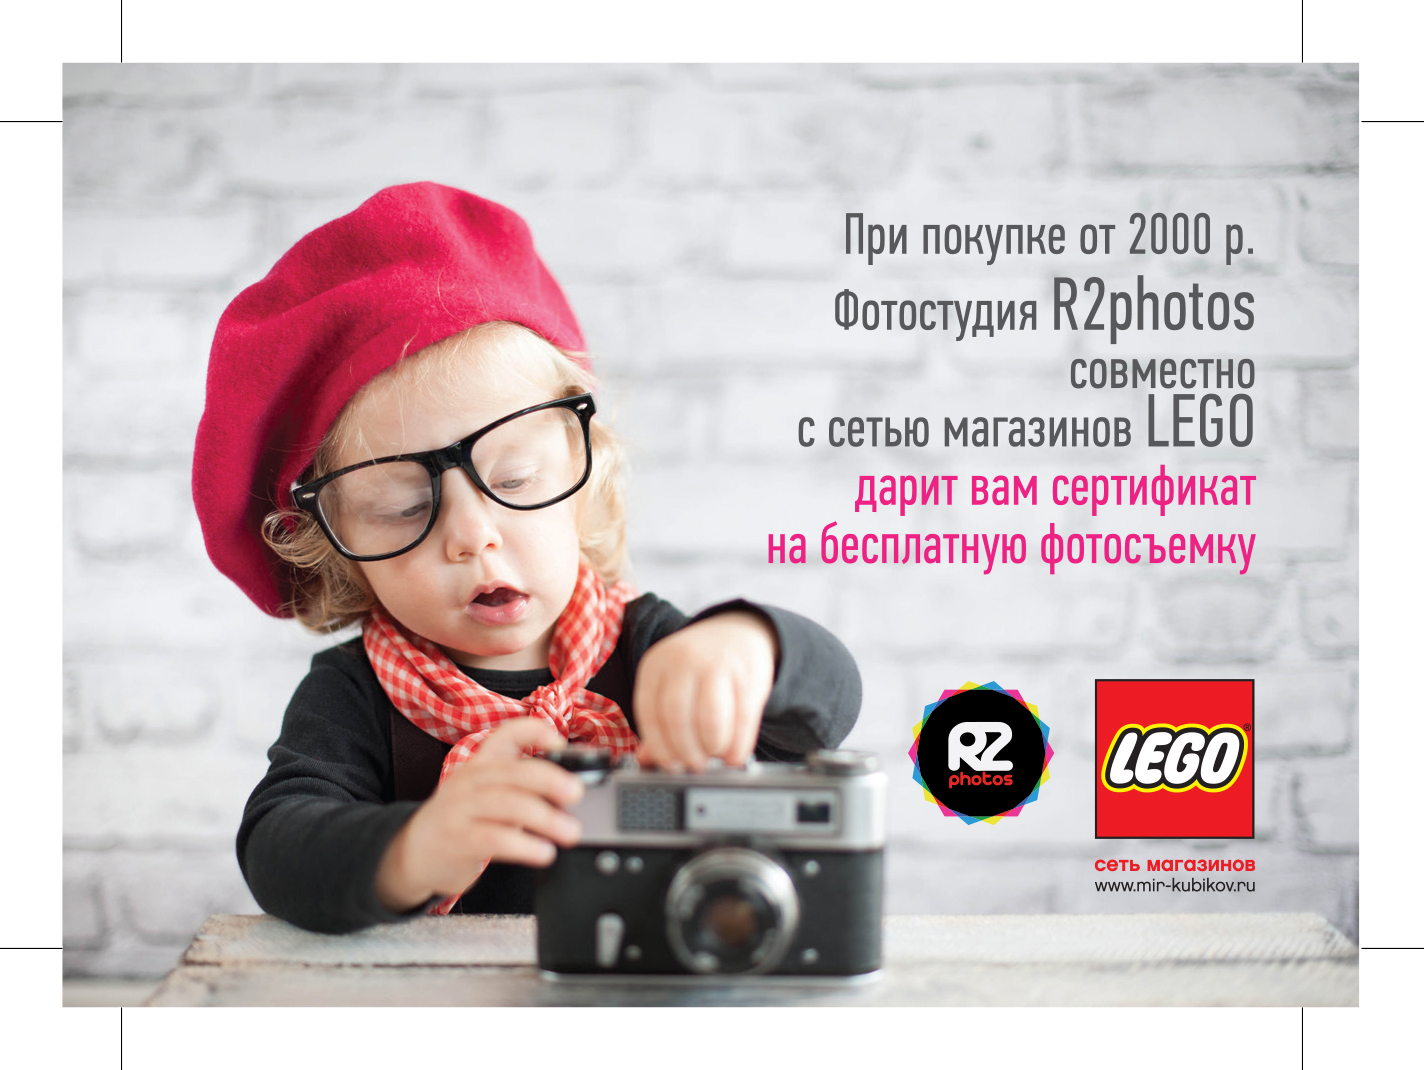 При покупке от 2000 р.
Фотостудия R2photos
совместно
с сетью магазинов LEGO
дарит вам сертификат
на бесплатную фотосъемку
R2
photos
LEGO®
сеть магазинов
www.mir-kubikov.ru